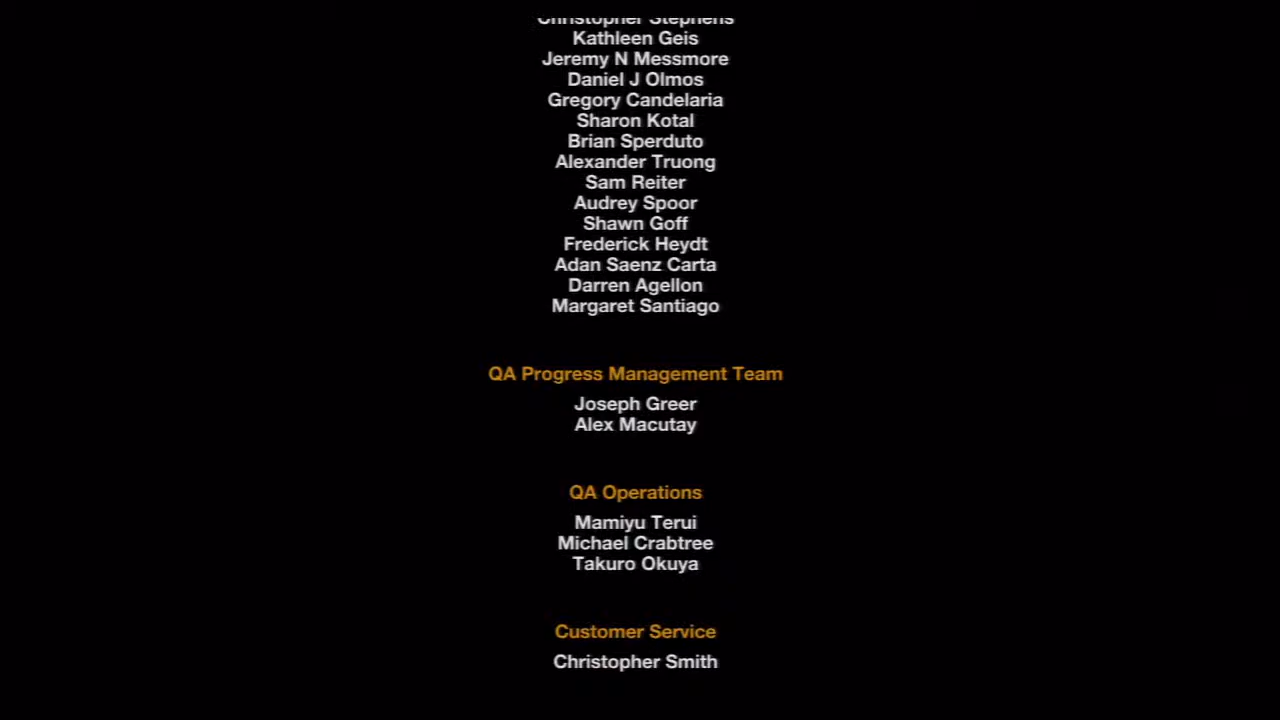 Christopher Stephens
Kathleen Geis
Jeremy N Messmore
Daniel J Olmos
Gregory Candelaria
Sharon Kotal
Brian Sperduto
Alexander Truong
Sam Reiter
Audrey Spoor
Shawn Goff
Frederick Heydt
Adan Saenz Carta
Darren Agellon
Margaret Santiago
QA Progress Management Team
Joseph Greer
Alex Macutay
QA Operations
Mamiyu Terui
Michael Crabtree
Takuro Okuya
Customer Service
Christopher Smith